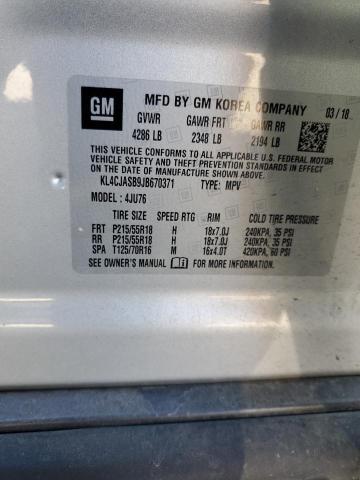 GM
MFD BY GM KOREA COMPANY 03/18
GVWR GAWR FRT GAWR RR
4286 LB 2348 LB 2194 LB
THIS VEHICLE CONFORMS TO ALL APPLICABLE U.S. FEDERAL MOTOR
VEHICLE SAFETY, BUMPER, AND THEFT PREVENTION STANDARDS IN
EFFECT ON THE DATE OF MANUFACTURE SHOWN ABOVE.
KL4CJASB9JB670371 TYPE: MPV
MODEL : 4JU76
TIRE SIZE SPEED RTG RIM COLD TIRE PRESSURE
FRT P215/55R18 H 18x7.0J 240KPA, 35 PSI
RR P215/55R18 H 18x7.0J 240KPA, 35 PSI
SPA T125/70R16 M 16x4.0T 420KPA, 60 PSI
SEE OWNER'S MANUAL FOR MORE INFORMATION.